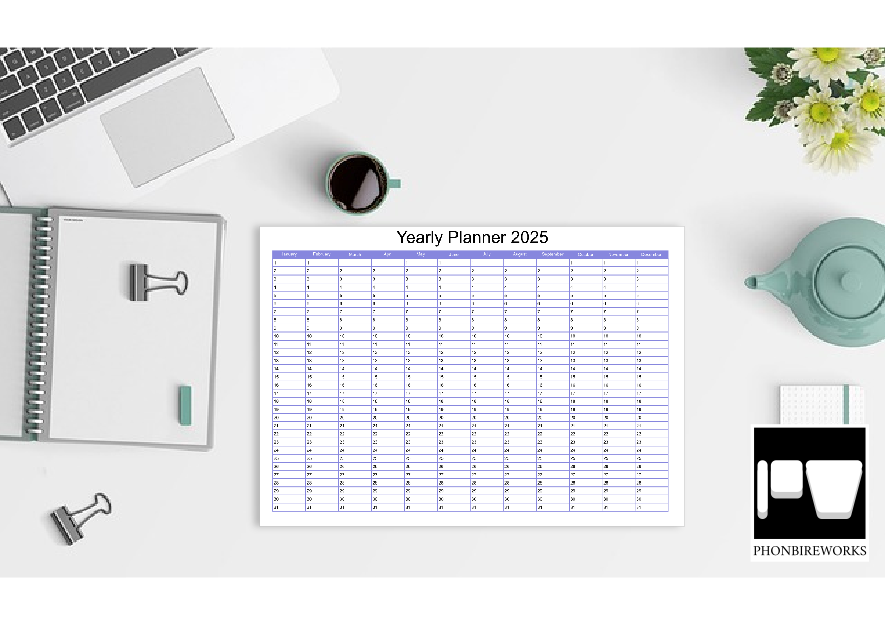 Yearly Planner 2025
January February March May June July August September October November December
1 1 1 1 1
2 2 2 2 2 2 2 2 2 2 2 2
3 3 3 3 3 3 3 3 3 3 3 3
4 4 4 4 4 4 4 4 4 4
5 5 5 5 5 5 5 5 5 5 5 5
6 6 6 6 6 6 6 6 6 6 6 6
7 7 7 7 7 7 7 7 7 7 7 7
8 8 8 8 8 8 8 8 8 8 8 8
9 9 9 9 9 9 9 9 9 9 9 9
10 10 10 10 10 10 10 10 10 10 10 10
11 11 11 11 11 11 11 11 11 11 11 11
12 12 12 12 12 12 12 12 12 12 12 12
13 13 13 13 13 13 13 13 13 13 13 13
14 14 14 14 14 14 14 14 14 14 14 14
15 15 15 15 15 15 15 15 15 15 15 15
16 16 16 16 16 16 16 16 16 16 16 16
17 17 17 17 17 17 17 17 17 17 17 17
18 18 18 18 18 18 18 18 18 18 18 18
19 19 19 19 19 19 19 19 19 19 19 19
20 20 20 20 20 20 20 20 20 20 20 20
21 21 21 21 21 21 21 21 21 21 21 21
22 22 22 22 22 22 22 22 22 22 22 22
23 23 23 23 23 23 23 23 23 23 23 23
24 24 24 24 24 24 24 24 24 24 24 24
25 25 25 25 25 25 25 25 25 25 25 25
26 26 26 26 26 26 26 26 26 26 26 26
27 27 27 27 27 27 27 27 27 27 27 27
28 28 28 28 28 28 28 28 28 28 28 28
29 29 29 29 29 29 29 29 29 29 29 29
30 30 30 30 30 30 30 30 30 30 30 30
31 31 31 31 31 31 31 31 31 31 31 31
PHONBIREWORKS